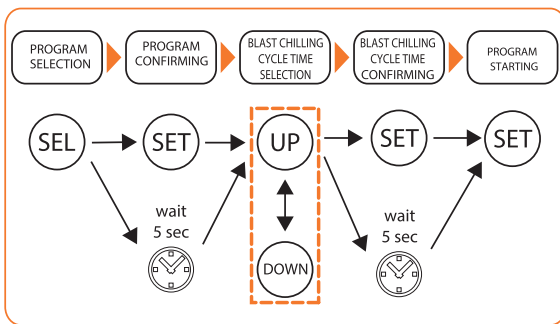 PROGRAM
SELECTION
PROGRAM
CONFIRMING
BLAST CHILLING
CYCLE TIME
SELECTION
BLAST CHILLING
CYCLE TIME
CONFIRMING
PROGRAM
STARTING
SEL
SET
UP
SET
SET
wait
5 sec
DOWN
wait
5 sec